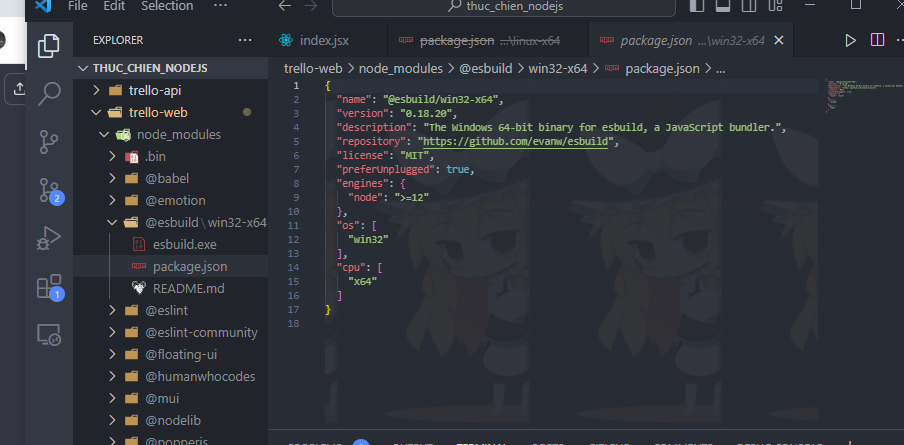 File Edit Selection ... thuc_chien_nodejs
EXPLORER ...
THUC_CHIEN_NODEJS
trello-api
trello-web
node_modules
.bin
@babel
@emotion
@esbuild \ win32-x64
esbuild.exe
package.json
README.md
@eslint
@eslint-community
@floating-ui
@humanwhocodes
@mui
@nodelib
@popperjs
2
1
index.jsx package.json ...\linux-x64 package.json ...\win32-x64
trello-web > node_modules > @esbuild > win32-x64 > package.json > ...
1 {
2 "name": "@esbuild/win32-x64",
3 "version": "0.18.20",
4 "description": "The Windows 64-bit binary for esbuild, a JavaScript bundler.",
5 "repository": "https://github.com/evanw/esbuild",
6 "license": "MIT",
7 "preferUnplugged": true,
8 "engines": {
9 "node": ">=12"
10 },
11 "os": [
12 "win32"
13 ],
14 "cpu": [
15 "x64"
16 ]
17 }
18